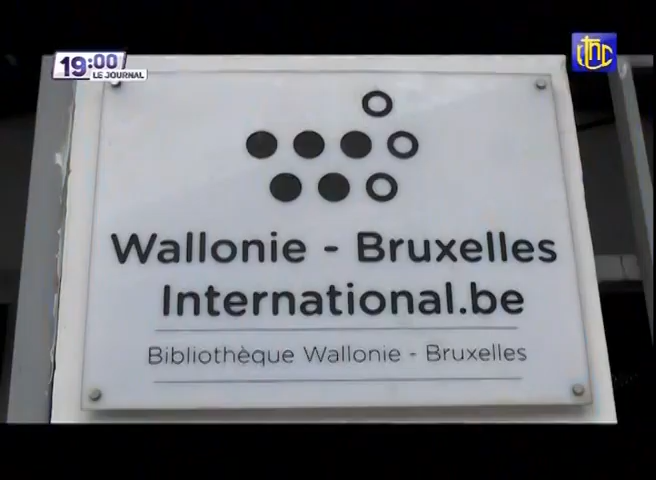 19:00
LE JOURNAL
Wallonie - Bruxelles
International.be
Bibliothèque Wallonie - Bruxelles